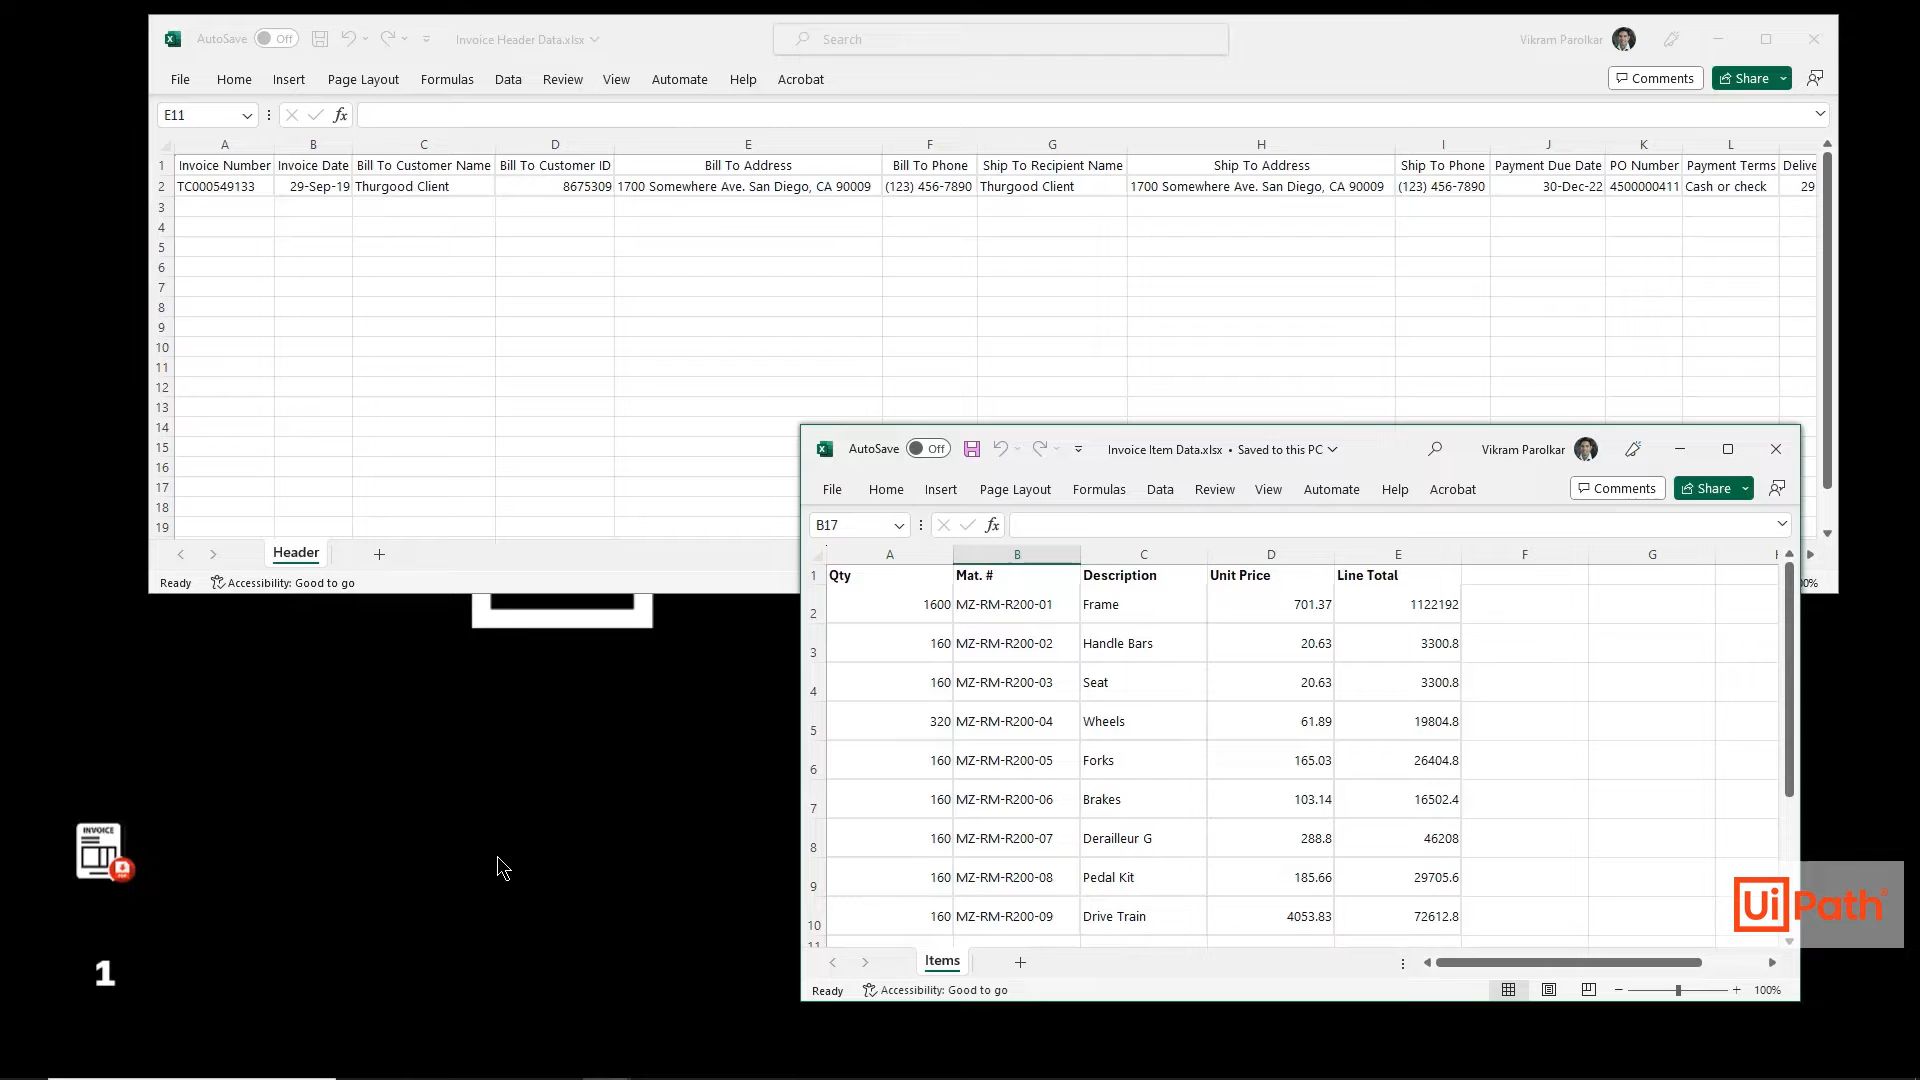 AutoSave Off Invoice Header Data.xlsx Search Vikram Parolkar
File Home Insert Page Layout Formulas Data Review View Automate Help Acrobat Comments Share
E11 fx
A B C D E F G H I J K L
1 Invoice Number Invoice Date Bill To Customer Name Bill To Customer ID Bill To Address Bill To Phone Ship To Recipient Name Ship To Address Ship To Phone Payment Due Date PO Number Payment Terms Delive
2 TC000549133 29-Sep-19 Thurgood Client 8675309 1700 Somewhere Ave. San Diego, CA 90009 (123) 456-7890 Thurgood Client 1700 Somewhere Ave. San Diego, CA 90009 (123) 456-7890 30-Dec-22 4500000411 Cash or check 29
3
4
5
6
7
8
9
10
11
12
13
14
15
16
17
18
19
Header
Ready Accessibility: Good to go
AutoSave Off Invoice Item Data.xlsx • Saved to this PC Vikram Parolkar
File Home Insert Page Layout Formulas Data Review View Automate Help Acrobat Comments Share
B17 fx
A B C D E F G
1 Qty Mat. # Description Unit Price Line Total
2 1600 MZ-RM-R200-01 Frame 701.37 1122192
3 160 MZ-RM-R200-02 Handle Bars 20.63 3300.8
4 160 MZ-RM-R200-03 Seat 20.63 3300.8
5 320 MZ-RM-R200-04 Wheels 61.89 19804.8
6 160 MZ-RM-R200-05 Forks 165.03 26404.8
7 160 MZ-RM-R200-06 Brakes 103.14 16502.4
8 160 MZ-RM-R200-07 Derailleur G 288.8 46208
9 160 MZ-RM-R200-08 Pedal Kit 185.66 29705.6
10 160 MZ-RM-R200-09 Drive Train 4053.83 72612.8
11
Items
Ready Accessibility: Good to go 100%
INVOICE
1
UiPath